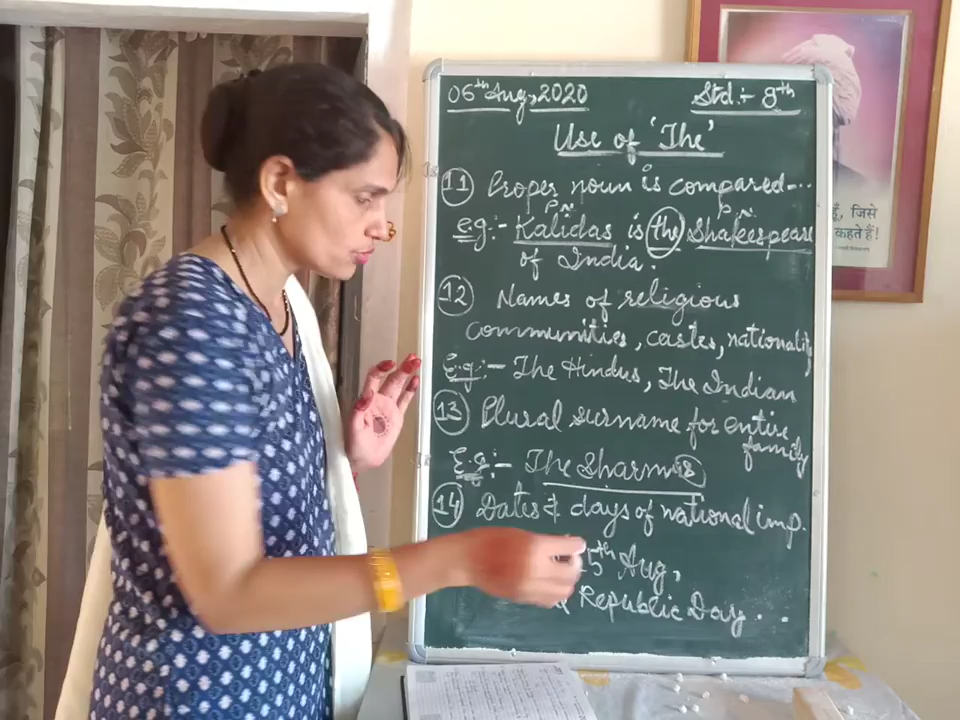 06th Aug, 2020
Std :- 8th
Use of 'The'
11 Proper noun is compared...
e.g:- Kalidas is the Shakespeare
of India.
12 Names of religious
communities, castes, nationality
E.g:- The Hindus, The Indian
13 Plural surname for entire
family
E.g:- The Sharmas
14 Dates & days of national imp.
15th Aug,
Republic Day ...
हूँ, जिसे
कहते हैं!